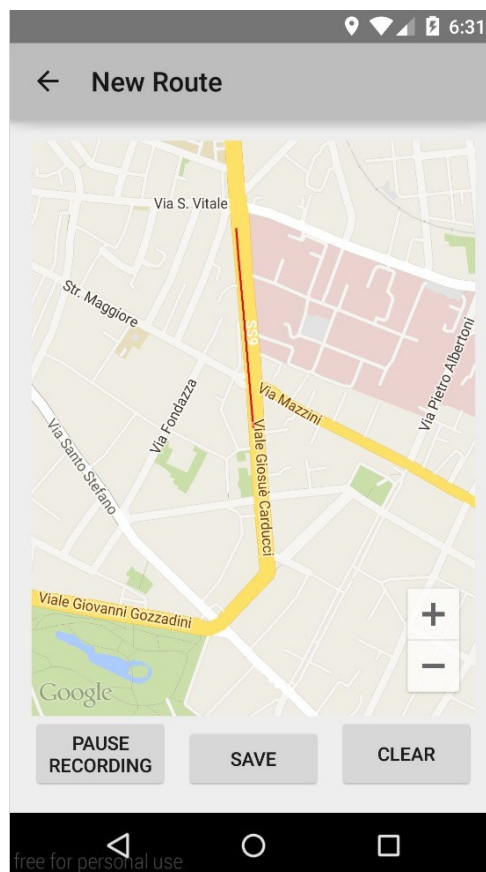 6:31
New Route
Via S. Vitale
Str. Maggiore
SS9
Via Pietro Albertoni
Via Fondazza
Via Mazzini
Via Santo Stefano
Viale Giosuè Carducci
Viale Giovanni Gozzadini
+
−
Google
PAUSE
RECORDING
SAVE
CLEAR
free for personal use